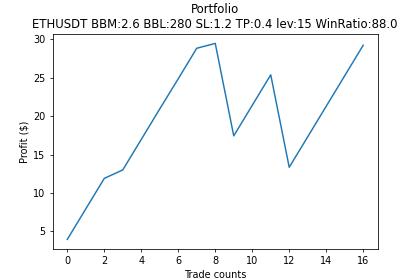 Portfolio
ETHUSDT BBM:2.6 BBL:280 SL:1.2 TP:0.4 lev:15 WinRatio:88.0
Profit ($)
30
25
20
15
10
5
0 2 4 6 8 10 12 14 16
Trade counts